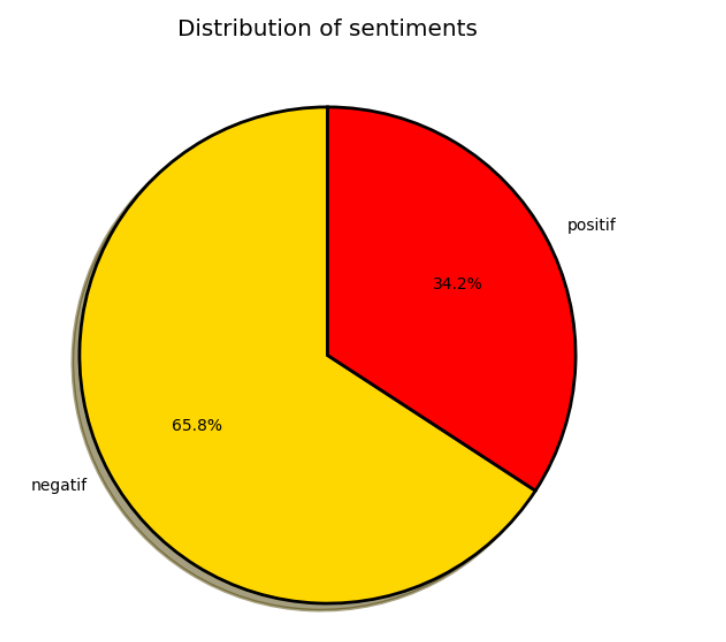 Distribution of sentiments
positif
34.2%
65.8%
negatif